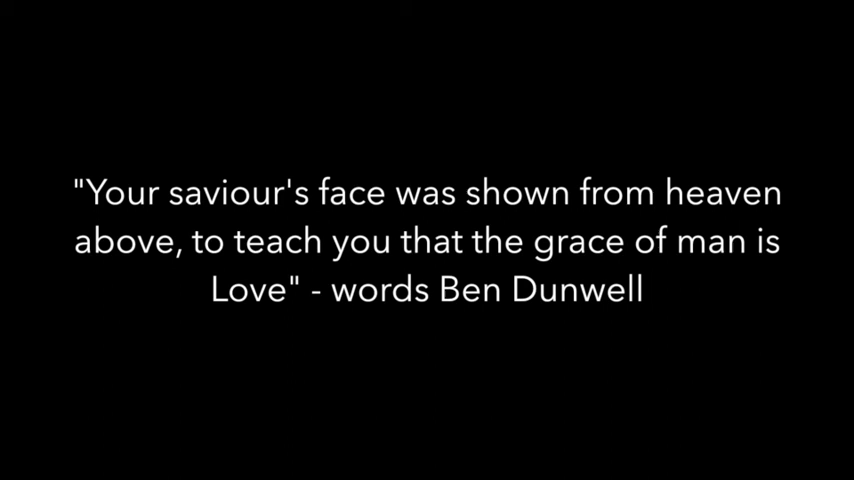 "Your saviour's face was shown from heaven
above, to teach you that the grace of man is
Love" - words Ben Dunwell